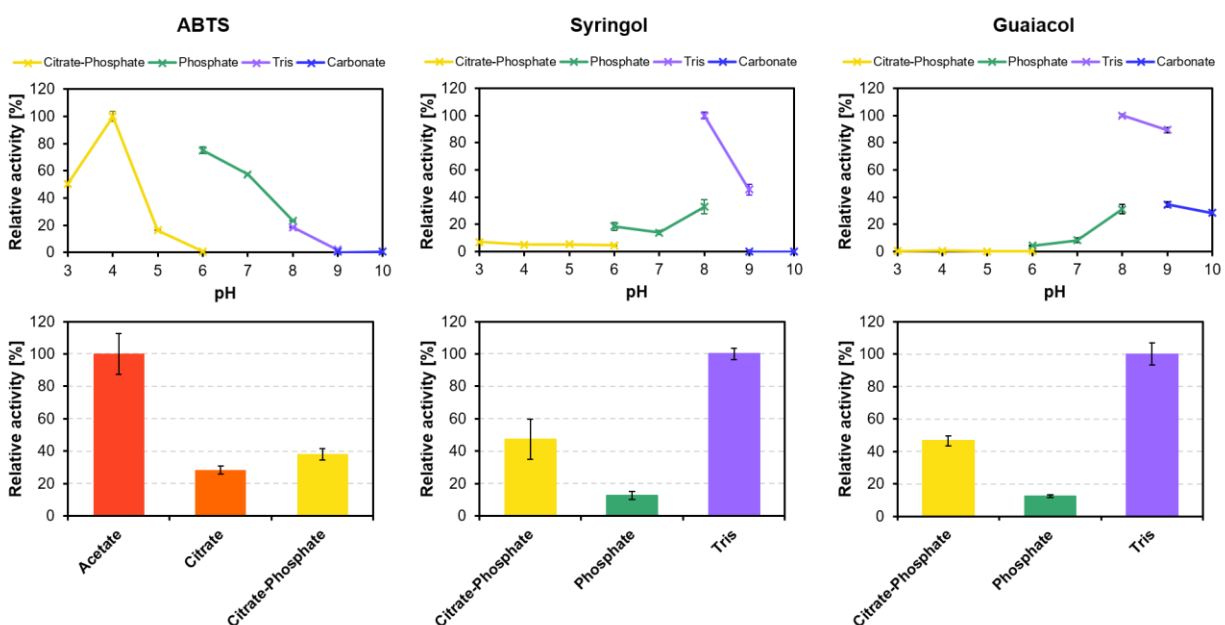 ABTS
Citrate-Phosphate Phosphate Tris Carbonate
Relative activity [%]
120
100
80
60
40
20
0
3 4 5 6 7 8 9 10
pH
Syringol
Citrate-Phosphate Phosphate Tris Carbonate
Relative activity [%]
120
100
80
60
40
20
0
3 4 5 6 7 8 9 10
pH
Guaiacol
Citrate-Phosphate Phosphate Tris Carbonate
Relative activity [%]
120
100
80
60
40
20
0
3 4 5 6 7 8 9 10
pH
Relative activity [%]
120
100
80
60
40
20
0
Acetate
Citrate
Citrate-Phosphate
Relative activity [%]
120
100
80
60
40
20
0
Citrate-Phosphate
Phosphate
Tris
Relative activity [%]
120
100
80
60
40
20
0
Citrate-Phosphate
Phosphate
Tris